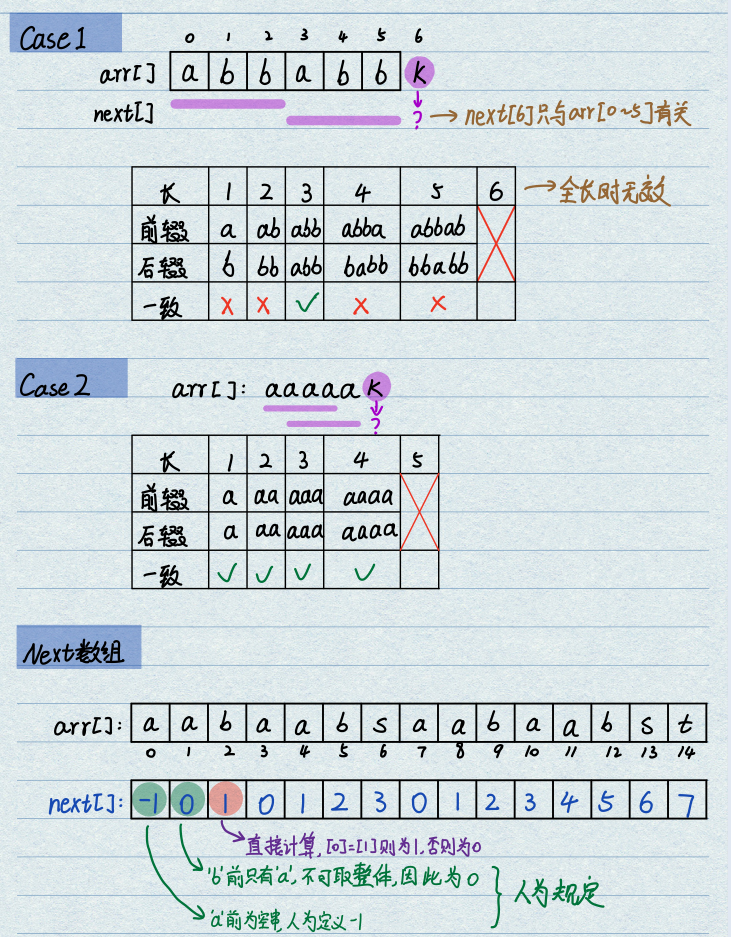 Case 1
0 1 2 3 4 5 6
arr[] a b b a b b k
next[] ? → next[6]只与arr[0~5]有关
长 1 2 3 4 5 6 → 全长时无效
前缀 a ab abb abba abbab
后缀 b bb abb babb bbabb
一致 × × ✓ × ×
Case 2
arr[]: aaaaa k
?
长 1 2 3 4 5
前缀 a aa aaa aaaa
后缀 a aa aaa aaaa
一致 ✓ ✓ ✓ ✓
Next数组
arr[]: a a b a a b s a a b a a b s t
0 1 2 3 4 5 6 7 8 9 10 11 12 13 14
next[]: -1 0 1 0 1 2 3 0 1 2 3 4 5 6 7
直接计算,[0]=[1]则为1,否则为0
'b'前只有'a',不可取整件,因此为0
人为规定
'a'前为空串,人为定义-1